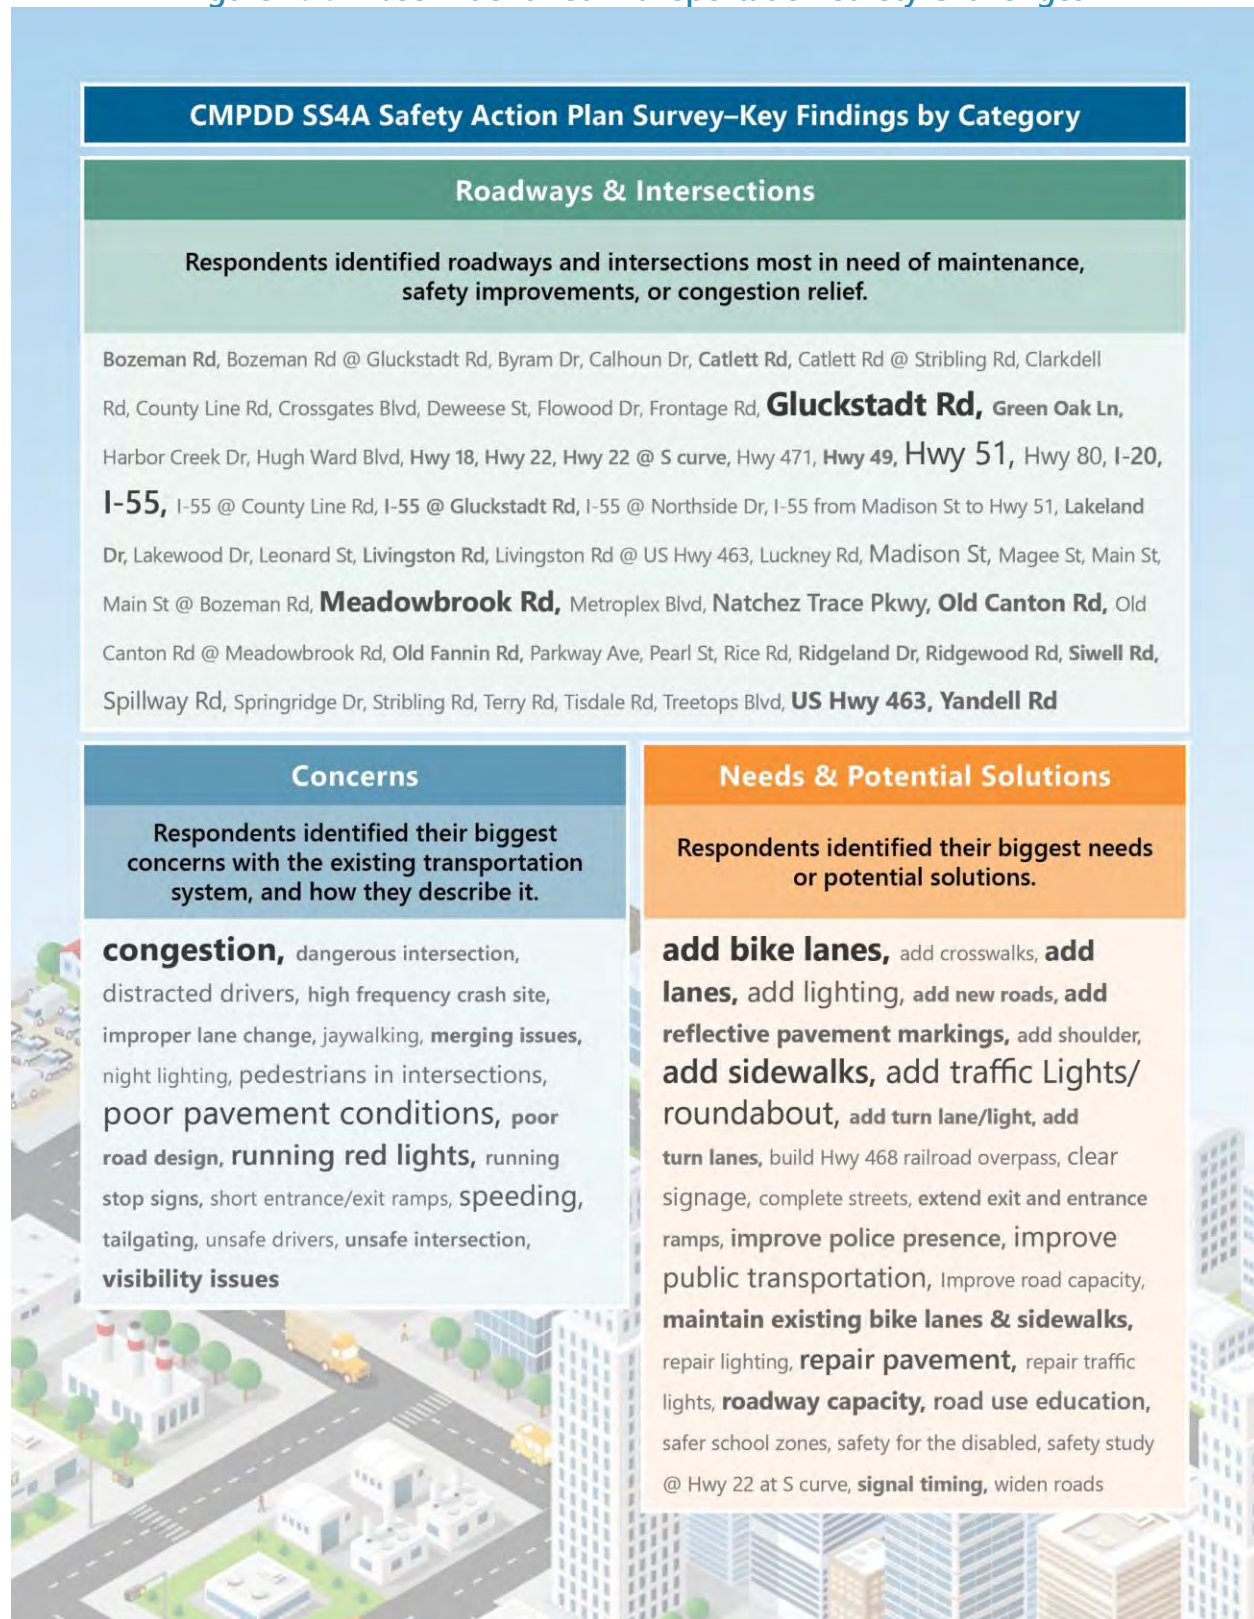 CMPDD SS4A Safety Action Plan Survey–Key Findings by Category
Roadways & Intersections
Respondents identified roadways and intersections most in need of maintenance,
safety improvements, or congestion relief.
Bozeman Rd, Bozeman Rd @ Gluckstadt Rd, Byram Dr, Calhoun Dr, Catlett Rd, Catlett Rd @ Stribling Rd, Clarkdell
Rd, County Line Rd, Crossgates Blvd, Deweese St, Flowood Dr, Frontage Rd, Gluckstadt Rd, Green Oak Ln,
Harbor Creek Dr, Hugh Ward Blvd, Hwy 18, Hwy 22, Hwy 22 @ S curve, Hwy 471, Hwy 49, Hwy 51, Hwy 80, I-20,
I-55, I-55 @ County Line Rd, I-55 @ Gluckstadt Rd, I-55 @ Northside Dr, I-55 from Madison St to Hwy 51, Lakeland
Dr, Lakewood Dr, Leonard St, Livingston Rd, Livingston Rd @ US Hwy 463, Luckney Rd, Madison St, Magee St, Main St,
Main St @ Bozeman Rd, Meadowbrook Rd, Metroplex Blvd, Natchez Trace Pkwy, Old Canton Rd, Old
Canton Rd @ Meadowbrook Rd, Old Fannin Rd, Parkway Ave, Pearl St, Rice Rd, Ridgeland Dr, Ridgewood Rd, Siwell Rd,
Spillway Rd, Springridge Dr, Stribling Rd, Terry Rd, Tisdale Rd, Treetops Blvd, US Hwy 463, Yandell Rd
Concerns
Respondents identified their biggest
concerns with the existing transportation
system, and how they describe it.
congestion, dangerous intersection,
distracted drivers, high frequency crash site,
improper lane change, jaywalking, merging issues,
night lighting, pedestrians in intersections,
poor pavement conditions, poor
road design, running red lights, running
stop signs, short entrance/exit ramps, speeding,
tailgating, unsafe drivers, unsafe intersection,
visibility issues
Needs & Potential Solutions
Respondents identified their biggest needs
or potential solutions.
add bike lanes, add crosswalks, add
lanes, add lighting, add new roads, add
reflective pavement markings, add shoulder,
add sidewalks, add traffic Lights/
roundabout, add turn lane/light, add
turn lanes, build Hwy 468 railroad overpass, clear
signage, complete streets, extend exit and entrance
ramps, improve police presence, improve
public transportation, Improve road capacity,
maintain existing bike lanes & sidewalks,
repair lighting, repair pavement, repair traffic
lights, roadway capacity, road use education,
safer school zones, safety for the disabled, safety study
@ Hwy 22 at S curve, signal timing, widen roads